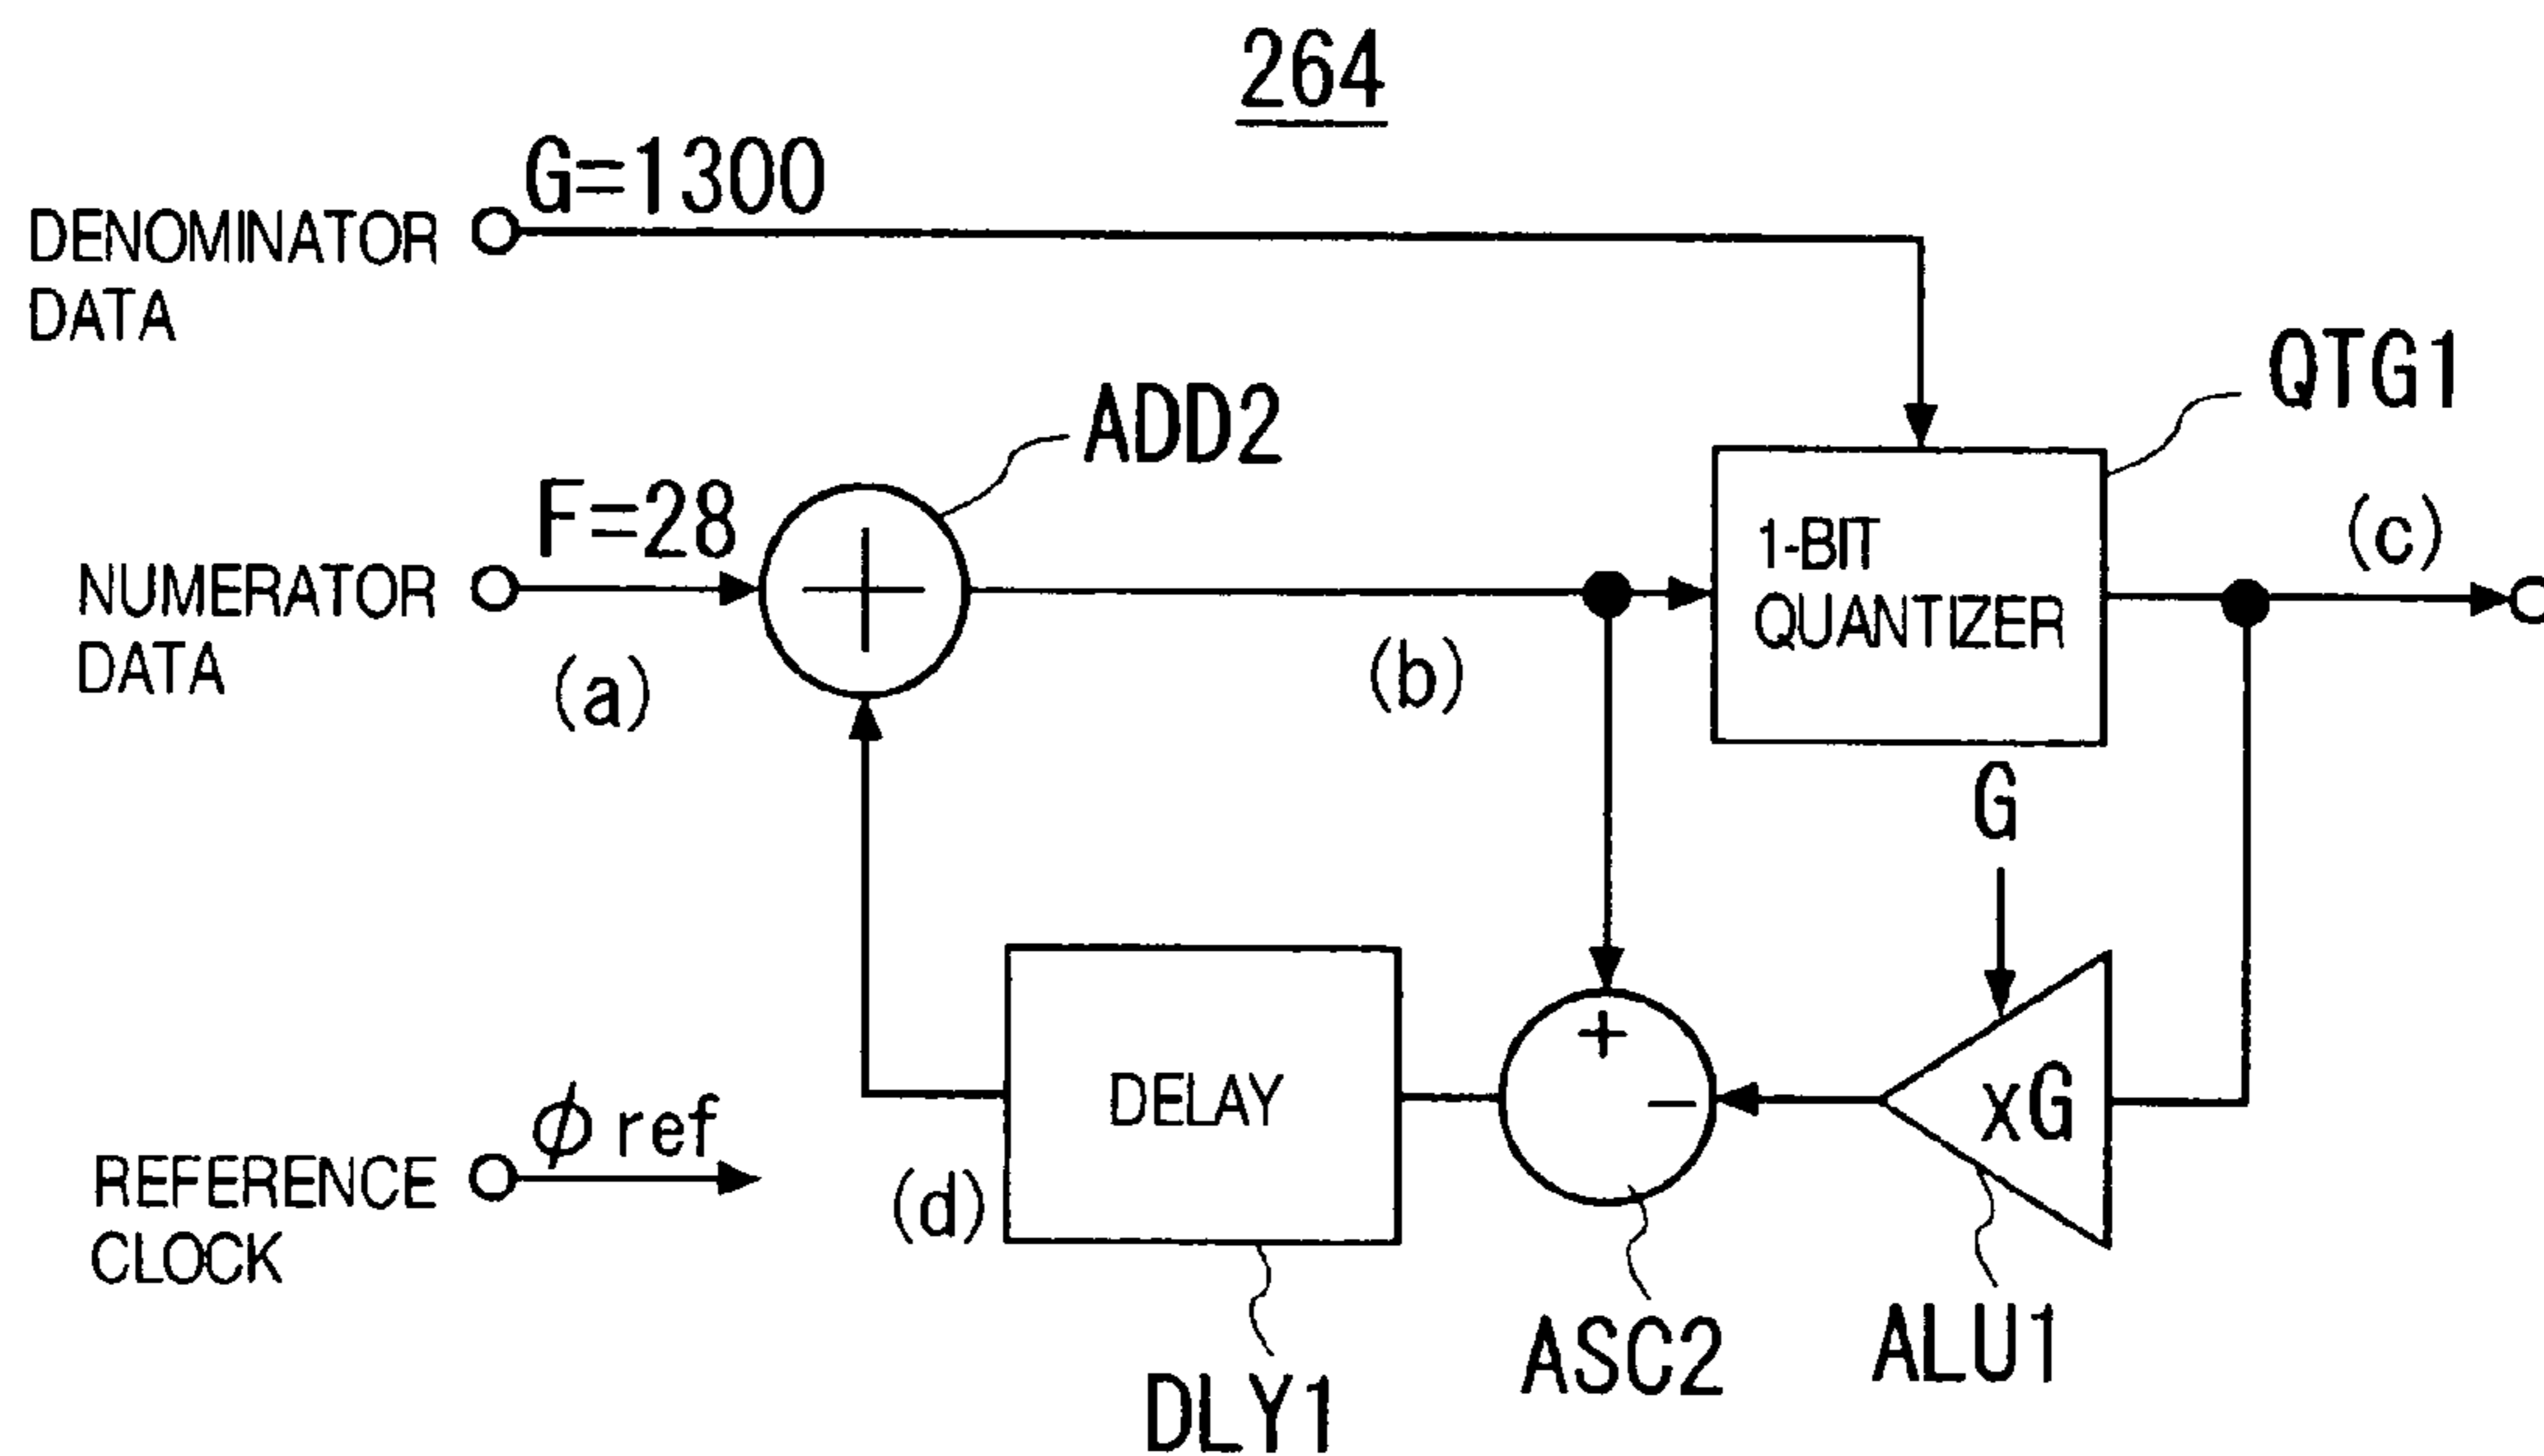 264
G=1300
DENOMINATOR
DATA
QTG1
ADD2
F=28
1-BIT
QUANTIZER
(c)
NUMERATOR
DATA
(a)
(b)
G
DELAY
xG
ϕ ref
REFERENCE
CLOCK
(d)
ASC2
ALU1
DLY1